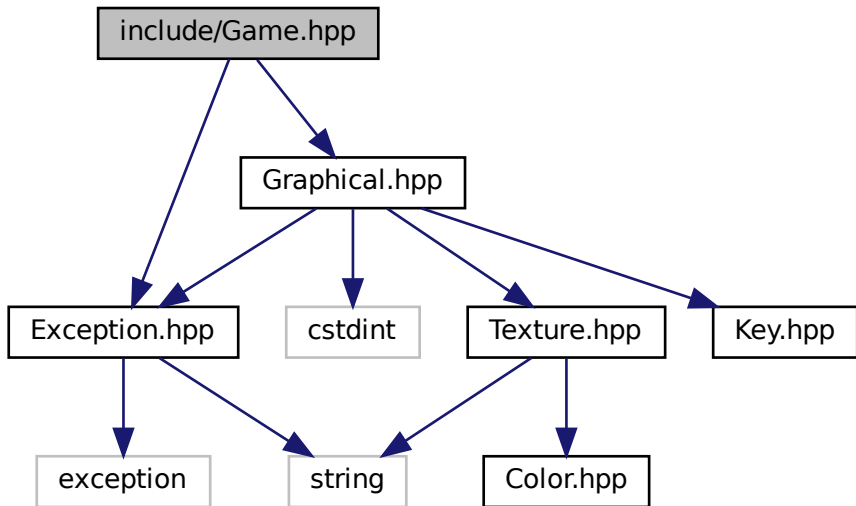 include/Game.hpp
Graphical.hpp
Exception.hpp
cstdint
Texture.hpp
Key.hpp
exception
string
Color.hpp